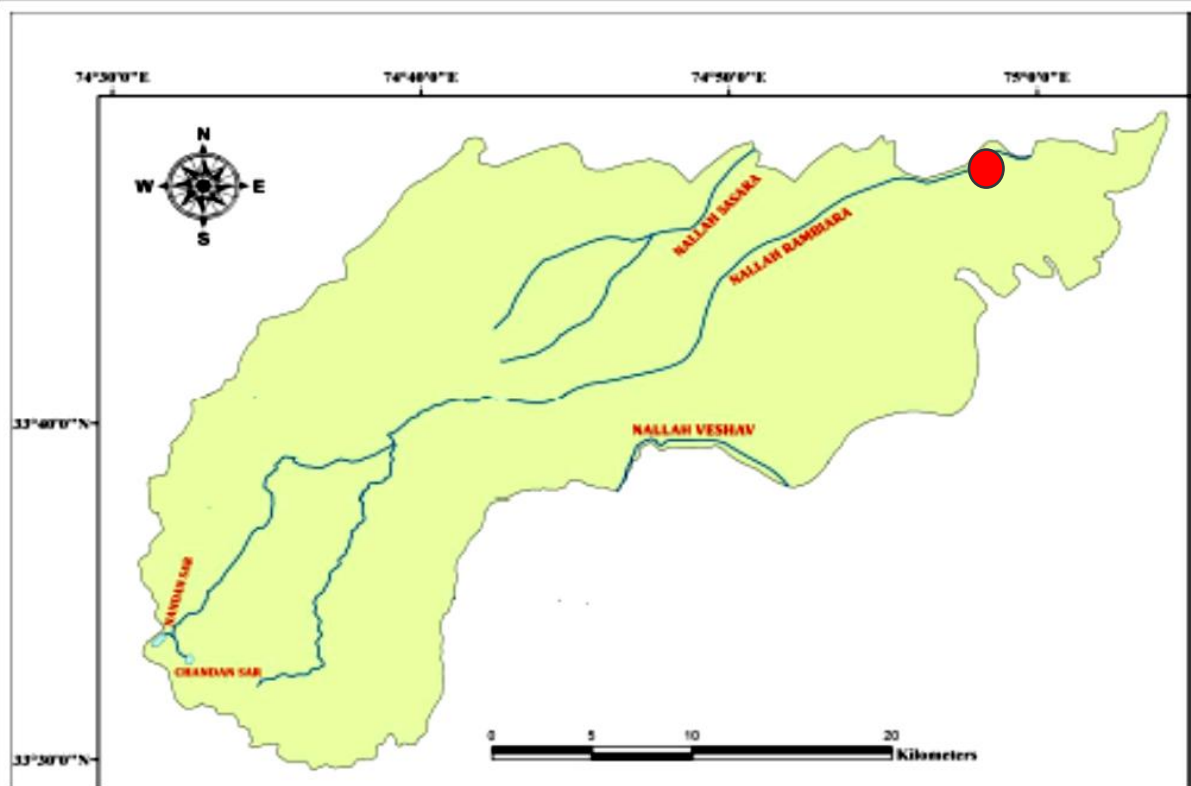 74°30'0"E 74°40'0"E 74°50'0"E 75°0'0"E
N
W E
S
NALLAH SASARA
NALLAH RAMBIARA
33°40'0"N
NALLAH VESHAV
NANDAN SAR
CHANDAN SAR
0 5 10 20
Kilometers
33°30'0"N